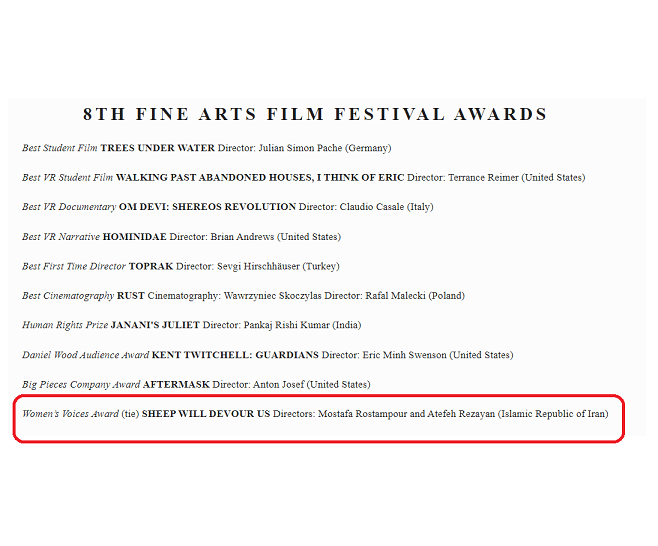 8TH FINE ARTS FILM FESTIVAL AWARDS
Best Student Film TREES UNDER WATER Director: Julian Simon Pache (Germany)
Best VR Student Film WALKING PAST ABANDONED HOUSES, I THINK OF ERIC Director: Terrance Reimer (United States)
Best VR Documentary OM DEVI: SHEREOS REVOLUTION Director: Claudio Casale (Italy)
Best VR Narrative HOMINIDAE Director: Brian Andrews (United States)
Best First Time Director TOPRAK Director: Sevgi Hirschhäuser (Turkey)
Best Cinematography RUST Cinematography: Wawrzyniec Skoczylas Director: Rafal Malecki (Poland)
Human Rights Prize JANANI'S JULIET Director: Pankaj Rishi Kumar (India)
Daniel Wood Audience Award KENT TWITCHELL: GUARDIANS Director: Eric Minh Swenson (United States)
Big Pieces Company Award AFTERMASK Director: Anton Josef (United States)
Women's Voices Award (tie) SHEEP WILL DEVOUR US Directors: Mostafa Rostampour and Atefeh Rezayan (Islamic Republic of Iran)